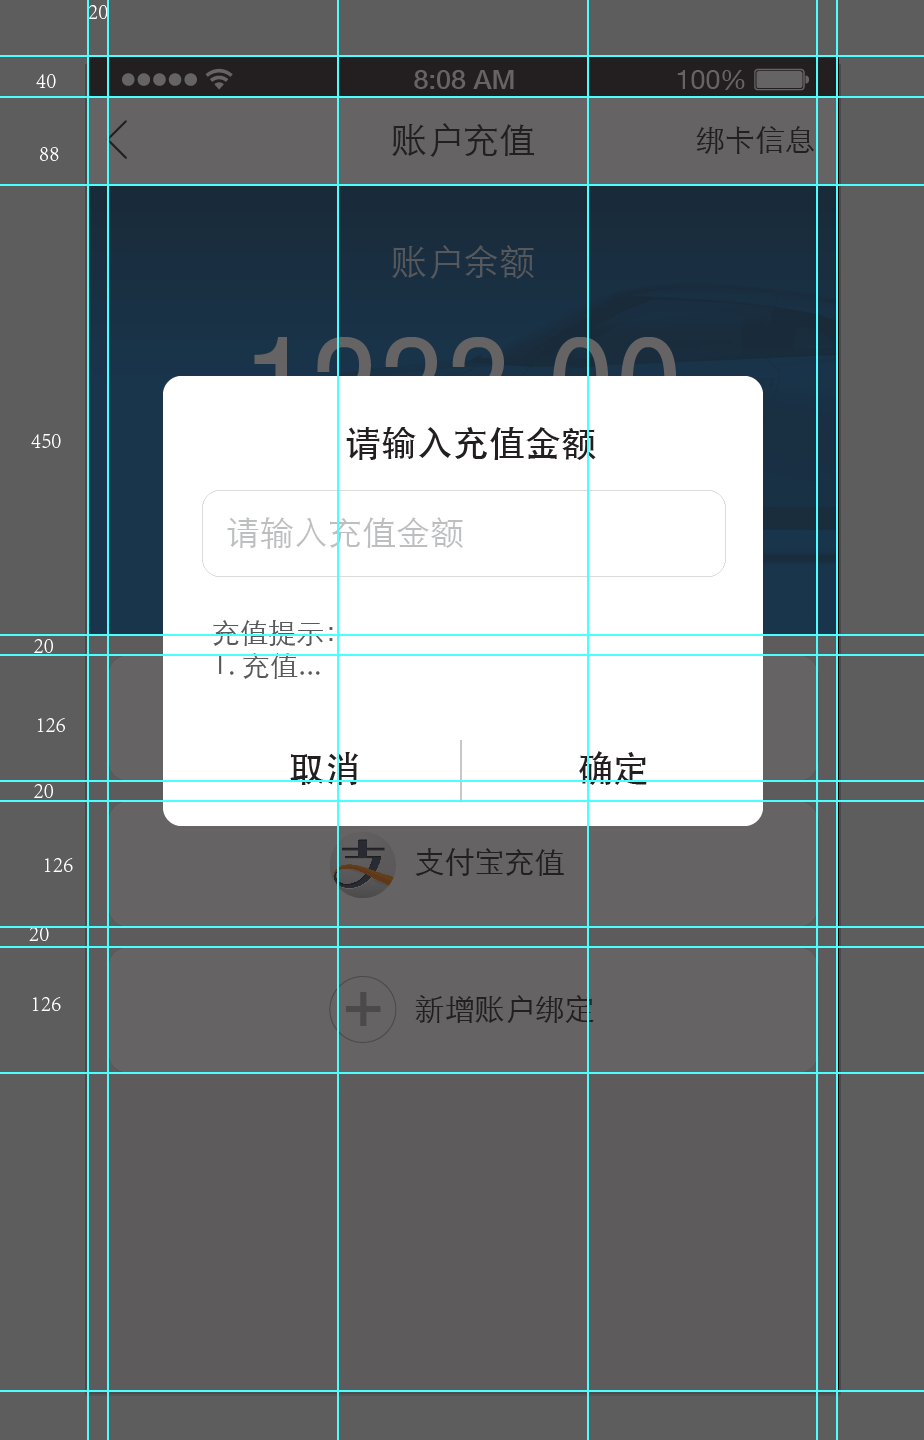 20
40
8:08 AM
100%
88
账户充值
绑卡信息
账户余额
请输入充值金额
450
请输入充值金额
充值提示:
20
1. 充值...
126
取消
确定
20
126
支付宝充值
20
126
新增账户绑定